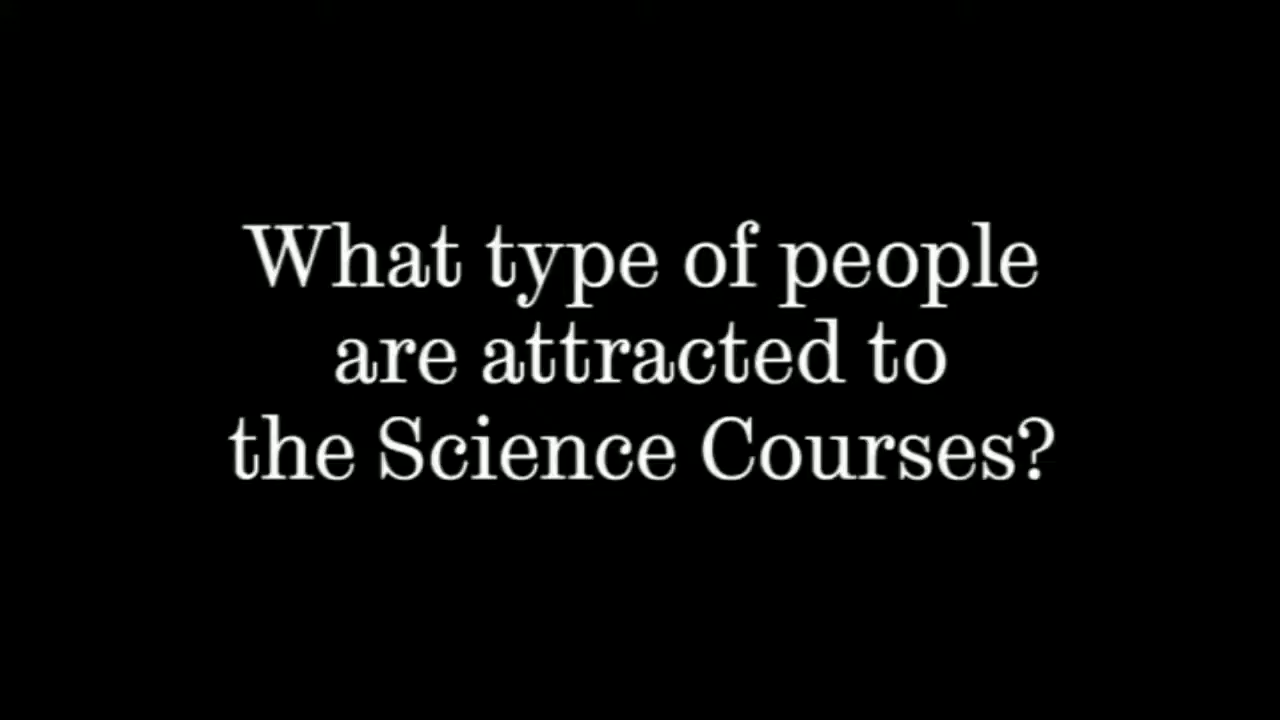 What type of people
are attracted to
the Science Courses?